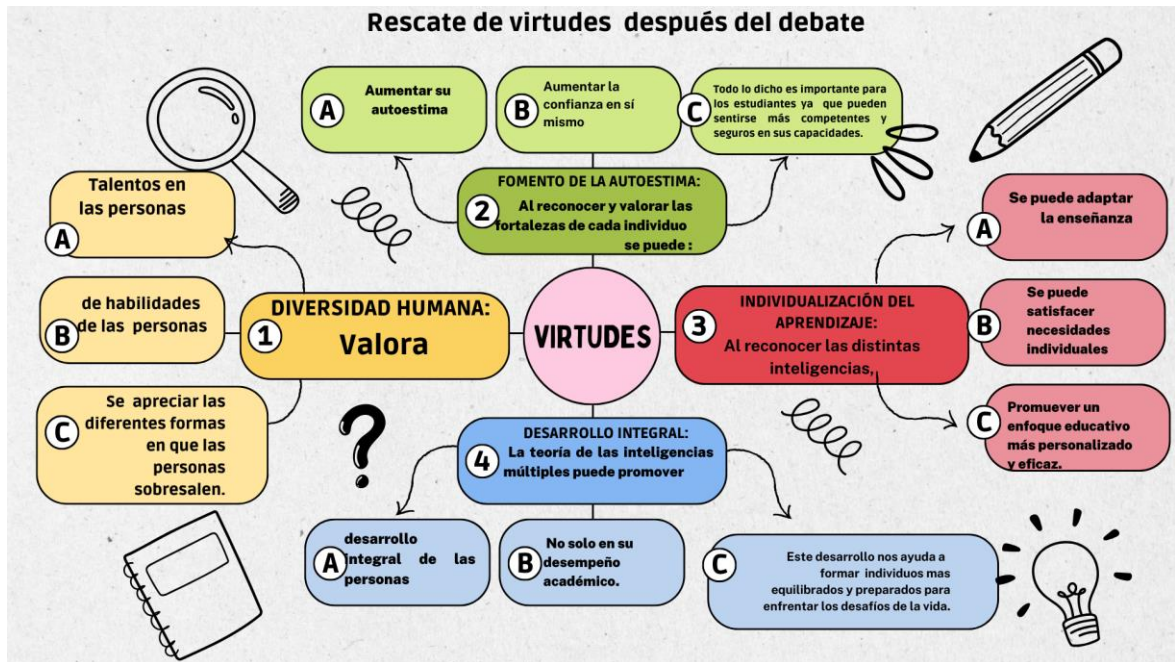 Rescate de virtudes después del debate
A
Aumentar su
autoestima
B
Aumentar la
confianza en sí
mismo
C
Todo lo dicho es importante para
los estudiantes ya que pueden
sentirse más competentes y
seguros en sus capacidades.
2
FOMENTO DE LA AUTOESTIMA:
Al reconocer y valorar las
fortalezas de cada individuo
se puede :
Talentos en
las personas
A
de habilidades
de las personas
B
Se apreciar las
diferentes formas
en que las
personas
sobresalen.
C
1
DIVERSIDAD HUMANA:
Valora
VIRTUDES
3
INDIVIDUALIZACIÓN DEL
APRENDIZAJE:
Al reconocer las distintas
inteligencias,
A
Se puede adaptar
la enseñanza
B
Se puede
satisfacer
necesidades
individuales
C
Promuever un
enfoque educativo
más personalizado
y eficaz.
4
DESARROLLO INTEGRAL:
La teoría de las inteligencias
múltiples puede promover
A
desarrollo
integral de las
personas
B
No solo en su
desempeño
académico.
C
Este desarrollo nos ayuda a
formar individuos mas
equilibrados y preparados para
enfrentar los desafíos de la vida.
?